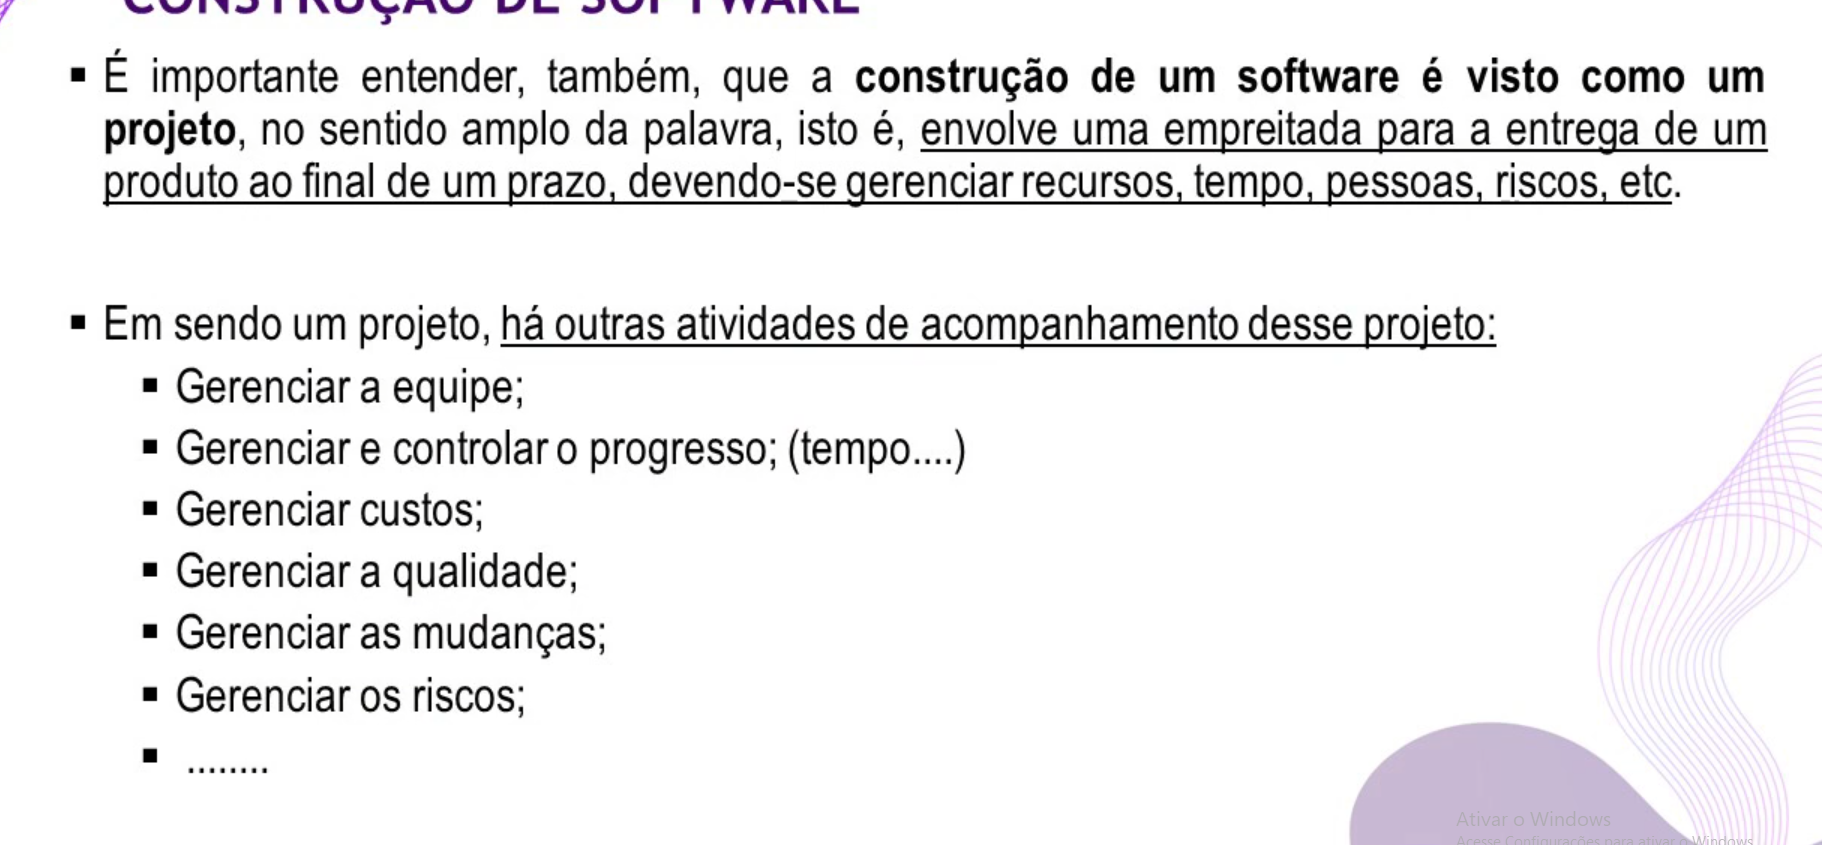 CONSTRUÇÃO DE SOFTWARE
▪ É importante entender, também, que a construção de um software é visto como um
projeto, no sentido amplo da palavra, isto é, envolve uma empreitada para a entrega de um
produto ao final de um prazo, devendo-se gerenciar recursos, tempo, pessoas, riscos, etc.
▪ Em sendo um projeto, há outras atividades de acompanhamento desse projeto:
▪ Gerenciar a equipe;
▪ Gerenciar e controlar o progresso; (tempo....)
▪ Gerenciar custos;
▪ Gerenciar a qualidade;
▪ Gerenciar as mudanças;
▪ Gerenciar os riscos;
▪ ........
Ativar o Windows
Acesse Configurações para ativar o Windows